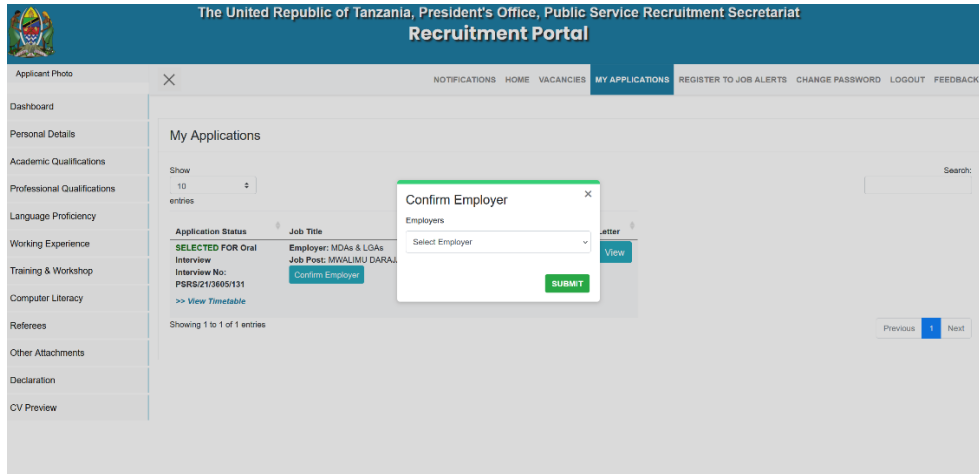 The United Republic of Tanzania, President's Office, Public Service Recruitment Secretariat
Recruitment Portal
Applicant Photo
NOTIFICATIONS HOME VACANCIES MY APPLICATIONS REGISTER TO JOB ALERTS CHANGE PASSWORD LOGOUT FEEDBACK
Dashboard
Personal Details
Academic Qualifications
Professional Qualifications
Language Proficiency
Working Experience
Training & Workshop
Computer Literacy
Referees
Other Attachments
Declaration
CV Preview
My Applications
Show
10
entries
Search:
Application Status Job Title
SELECTED FOR Oral
Interview
Interview No:
PSRS/21/3605/131
>> View Timetable
Employer: MDAs & LGAs
Job Post: MWALIMU DARAJ
Confirm Employer
View
Showing 1 to 1 of 1 entries
Previous 1 Next
Confirm Employer ×
Employers
Select Employer
SUBMIT